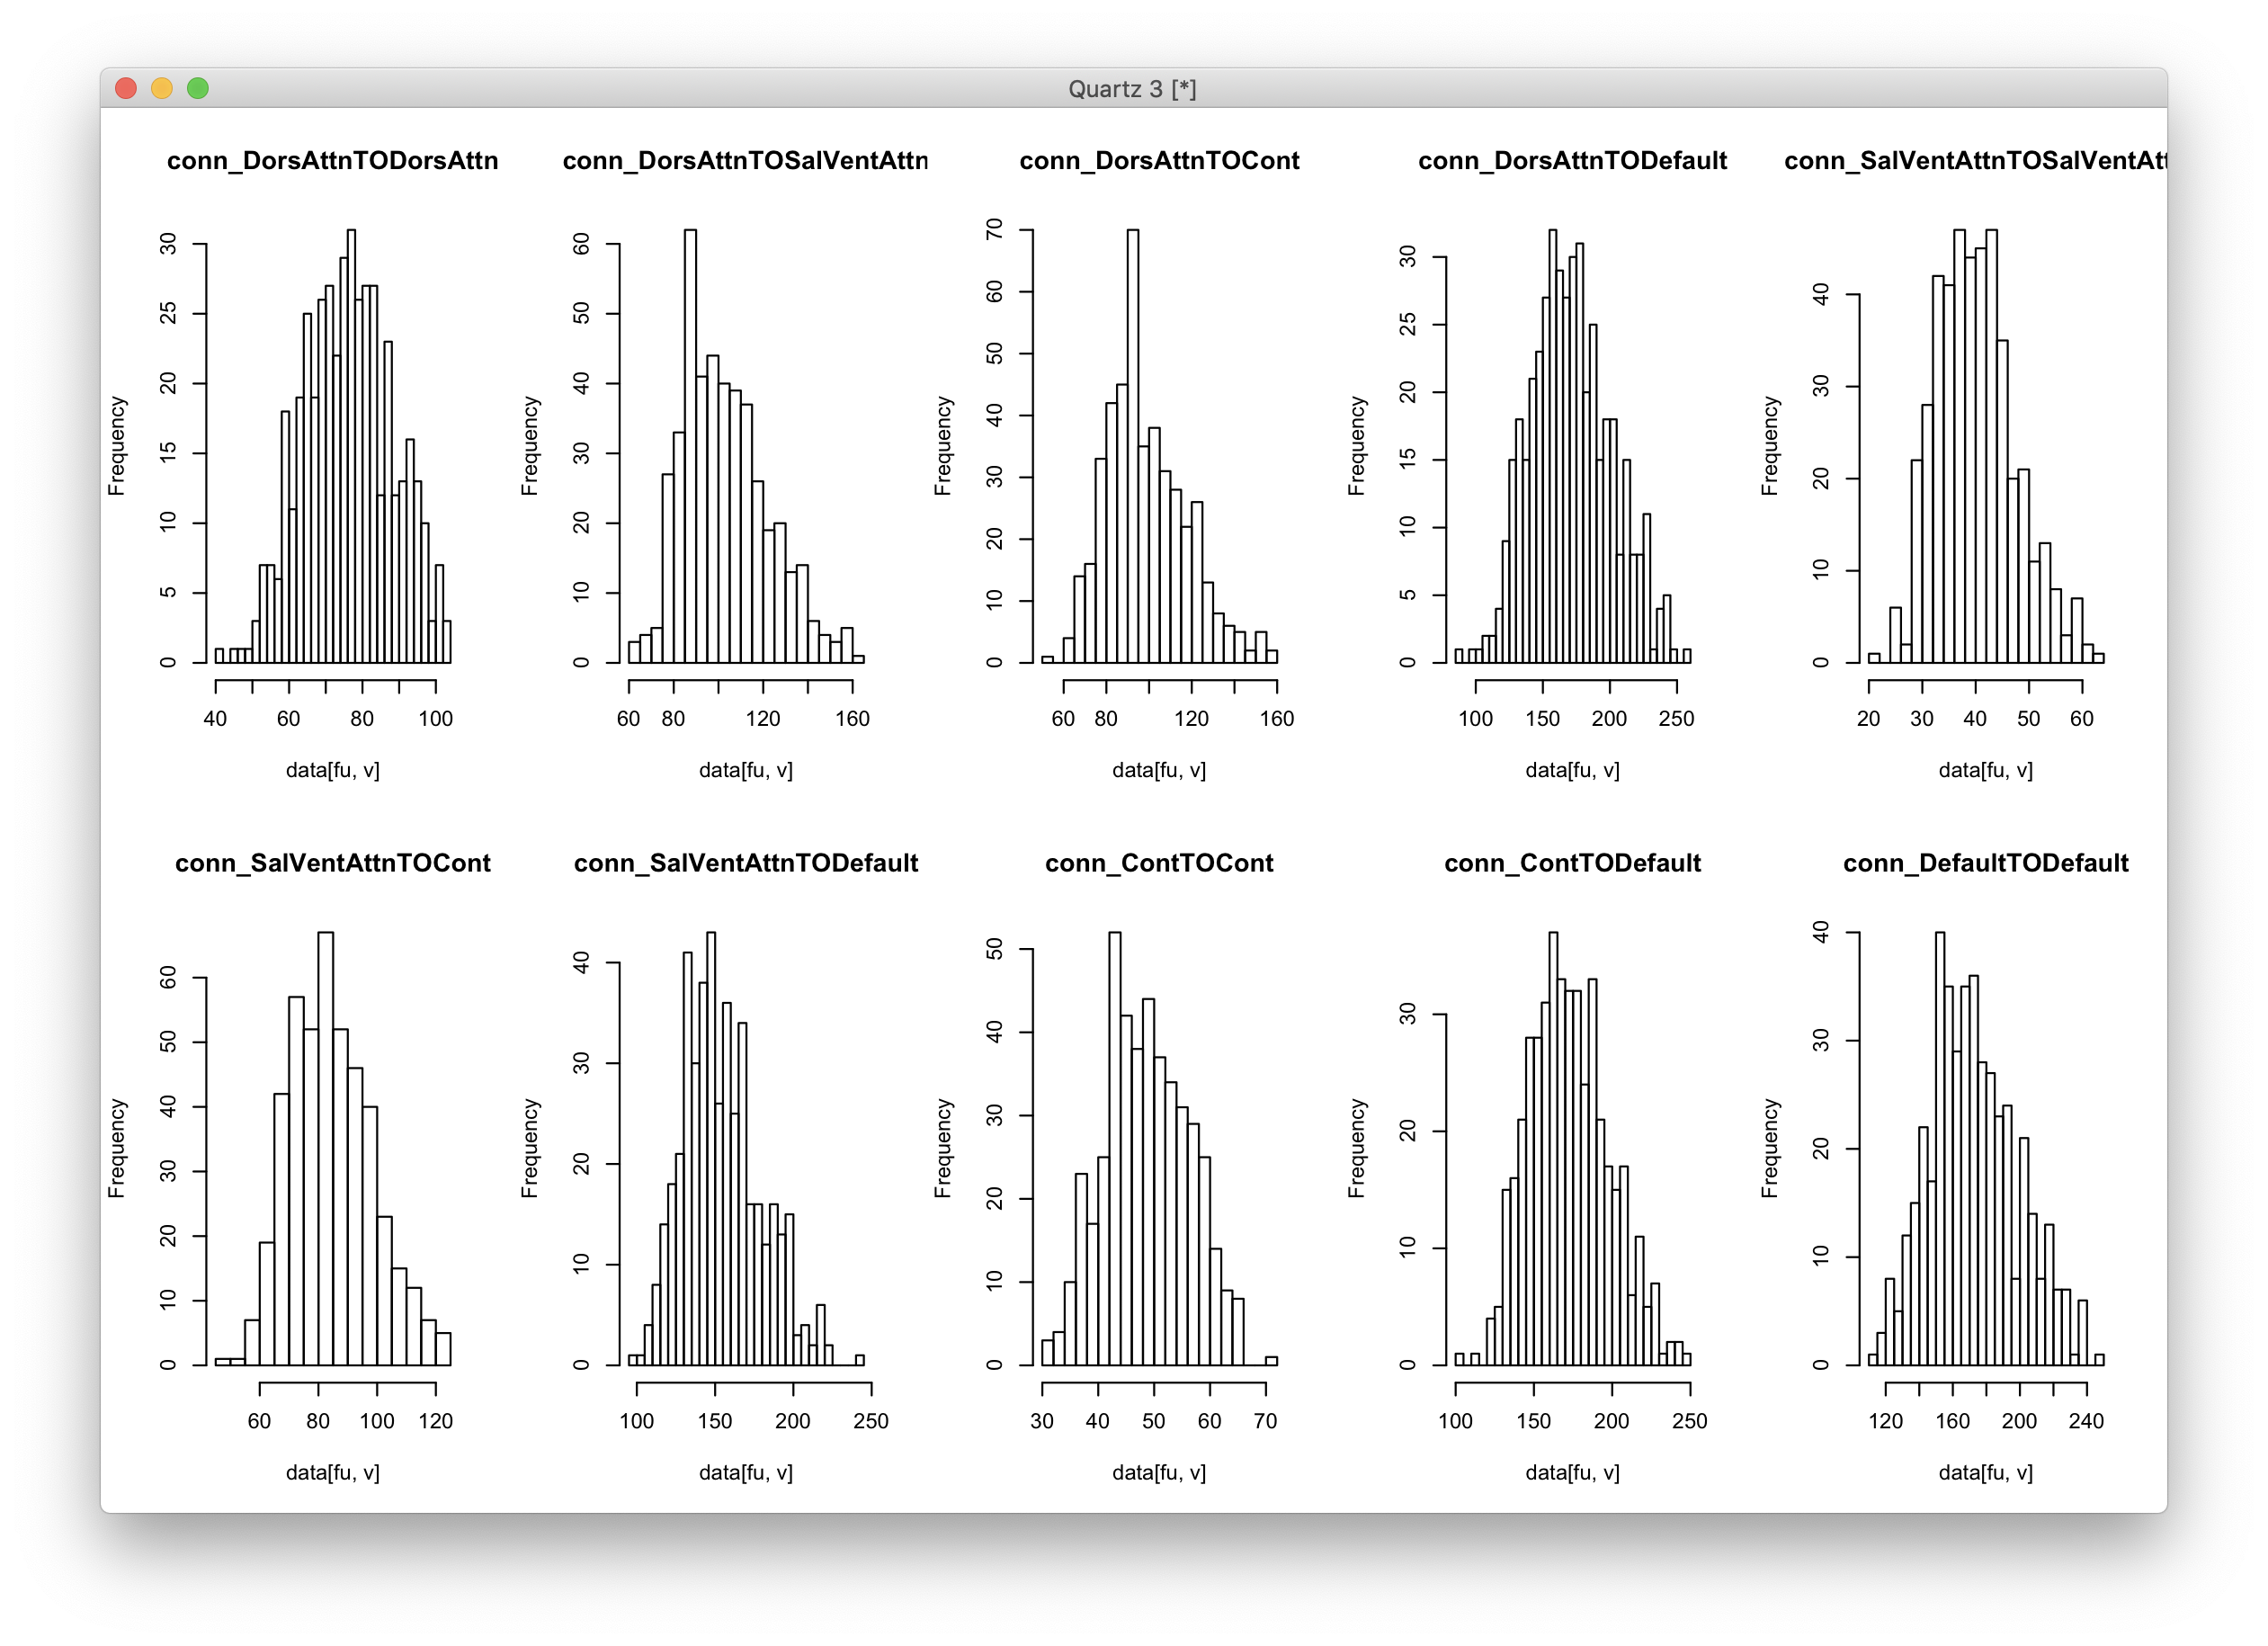 Quartz 3 [*]
conn_DorsAttnTODorsAttn
Frequency
0 5 10 15 20 25 30
40 60 80 100
data[fu, v]
conn_DorsAttnTOSalVentAttn
Frequency
0 10 20 30 40 50 60
60 80 120 160
data[fu, v]
conn_DorsAttnTOCont
Frequency
0 10 20 30 40 50 60 70
60 80 120 160
data[fu, v]
conn_DorsAttnTODefault
Frequency
0 5 10 15 20 25 30
100 150 200 250
data[fu, v]
conn_SalVentAttnTOSalVentAtt
Frequency
0 10 20 30 40
20 30 40 50 60
data[fu, v]
conn_SalVentAttnTOCont
Frequency
0 10 20 30 40 50 60
60 80 100 120
data[fu, v]
conn_SalVentAttnTODefault
Frequency
0 10 20 30 40
100 150 200 250
data[fu, v]
conn_ContTOCont
Frequency
0 10 20 30 40 50
30 40 50 60 70
data[fu, v]
conn_ContTODefault
Frequency
0 10 20 30
100 150 200 250
data[fu, v]
conn_DefaultTODefault
Frequency
0 10 20 30 40
120 160 200 240
data[fu, v]